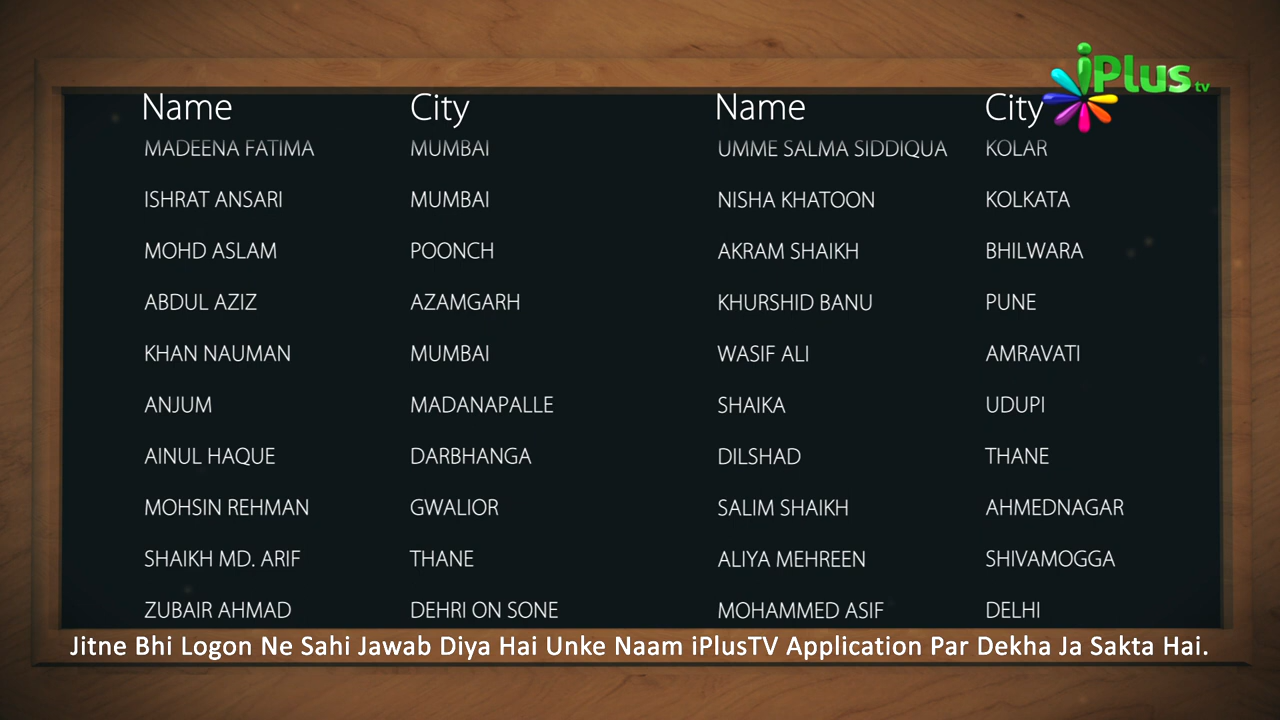 iPlus tv
Name City Name City
MADEENA FATIMA MUMBAI UMME SALMA SIDDIQUA KOLAR
ISHRAT ANSARI MUMBAI NISHA KHATOON KOLKATA
MOHD ASLAM POONCH AKRAM SHAIKH BHILWARA
ABDUL AZIZ AZAMGARH KHURSHID BANU PUNE
KHAN NAUMAN MUMBAI WASIF ALI AMRAVATI
ANJUM MADANAPALLE SHAIKA UDUPI
AINUL HAQUE DARBHANGA DILSHAD THANE
MOHSIN REHMAN GWALIOR SALIM SHAIKH AHMEDNAGAR
SHAIKH MD. ARIF THANE ALIYA MEHREEN SHIVAMOGGA
ZUBAIR AHMAD DEHRI ON SONE MOHAMMED ASIF DELHI
Jitne Bhi Logon Ne Sahi Jawab Diya Hai Unke Naam iPlusTV Application Par Dekha Ja Sakta Hai.